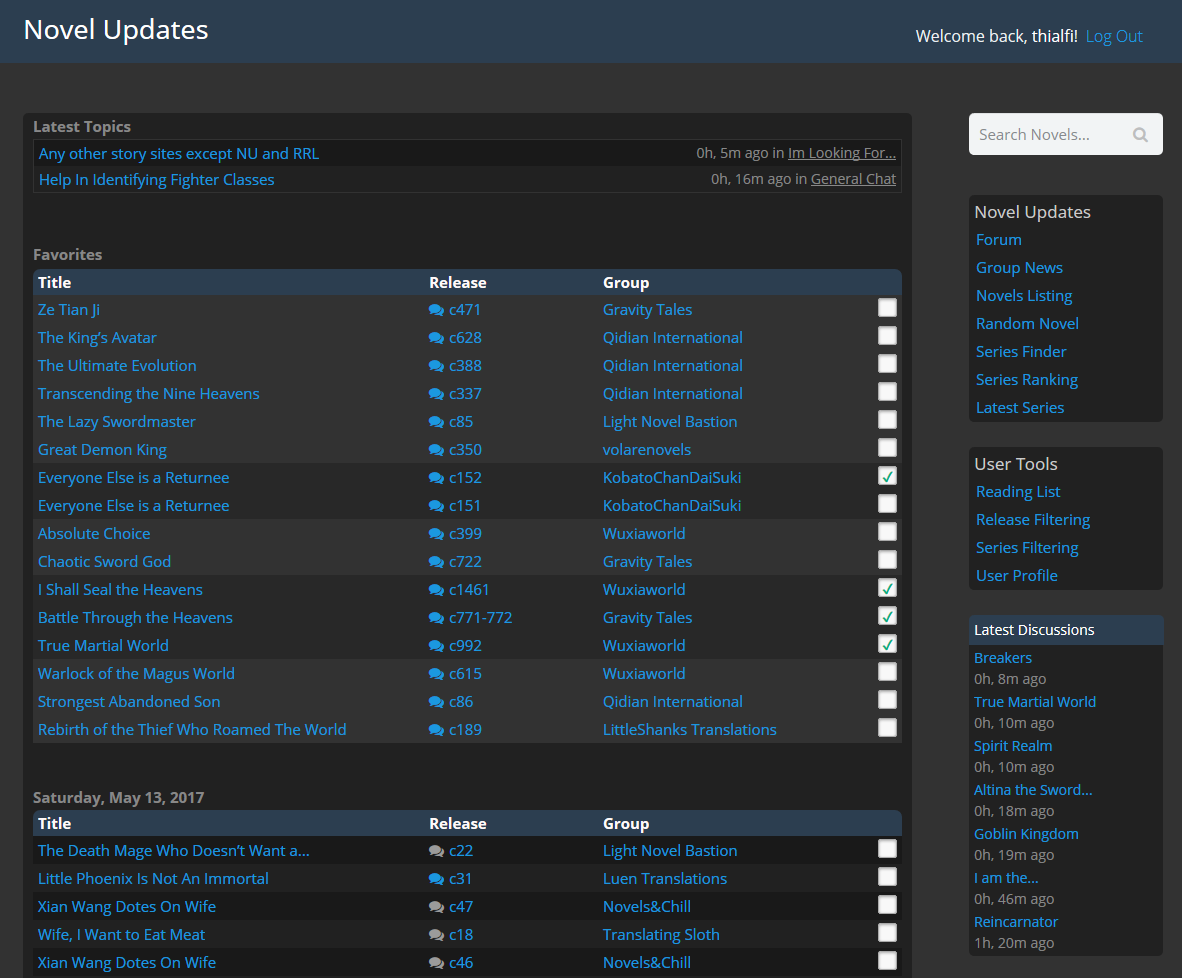 Novel Updates
Welcome back, thialfi! Log Out
Latest Topics
Any other story sites except NU and RRL 0h, 5m ago in Im Looking For...
Help In Identifying Fighter Classes 0h, 16m ago in General Chat
Favorites
Title Release Group
Ze Tian Ji c471 Gravity Tales
The King’s Avatar c628 Qidian International
The Ultimate Evolution c388 Qidian International
Transcending the Nine Heavens c337 Qidian International
The Lazy Swordmaster c85 Light Novel Bastion
Great Demon King c350 volarenovels
Everyone Else is a Returnee c152 KobatoChanDaiSuki
Everyone Else is a Returnee c151 KobatoChanDaiSuki
Absolute Choice c399 Wuxiaworld
Chaotic Sword God c722 Gravity Tales
I Shall Seal the Heavens c1461 Wuxiaworld
Battle Through the Heavens c771-772 Gravity Tales
True Martial World c992 Wuxiaworld
Warlock of the Magus World c615 Wuxiaworld
Strongest Abandoned Son c86 Qidian International
Rebirth of the Thief Who Roamed The World c189 LittleShanks Translations
Saturday, May 13, 2017
Title Release Group
The Death Mage Who Doesn’t Want a... c22 Light Novel Bastion
Little Phoenix Is Not An Immortal c31 Luen Translations
Xian Wang Dotes On Wife c47 Novels&Chill
Wife, I Want to Eat Meat c18 Translating Sloth
Xian Wang Dotes On Wife c46 Novels&Chill
Search Novels...
Novel Updates
Forum
Group News
Novels Listing
Random Novel
Series Finder
Series Ranking
Latest Series
User Tools
Reading List
Release Filtering
Series Filtering
User Profile
Latest Discussions
Breakers
0h, 8m ago
True Martial World
0h, 10m ago
Spirit Realm
0h, 10m ago
Altina the Sword...
0h, 18m ago
Goblin Kingdom
0h, 19m ago
I am the...
0h, 46m ago
Reincarnator
1h, 20m ago